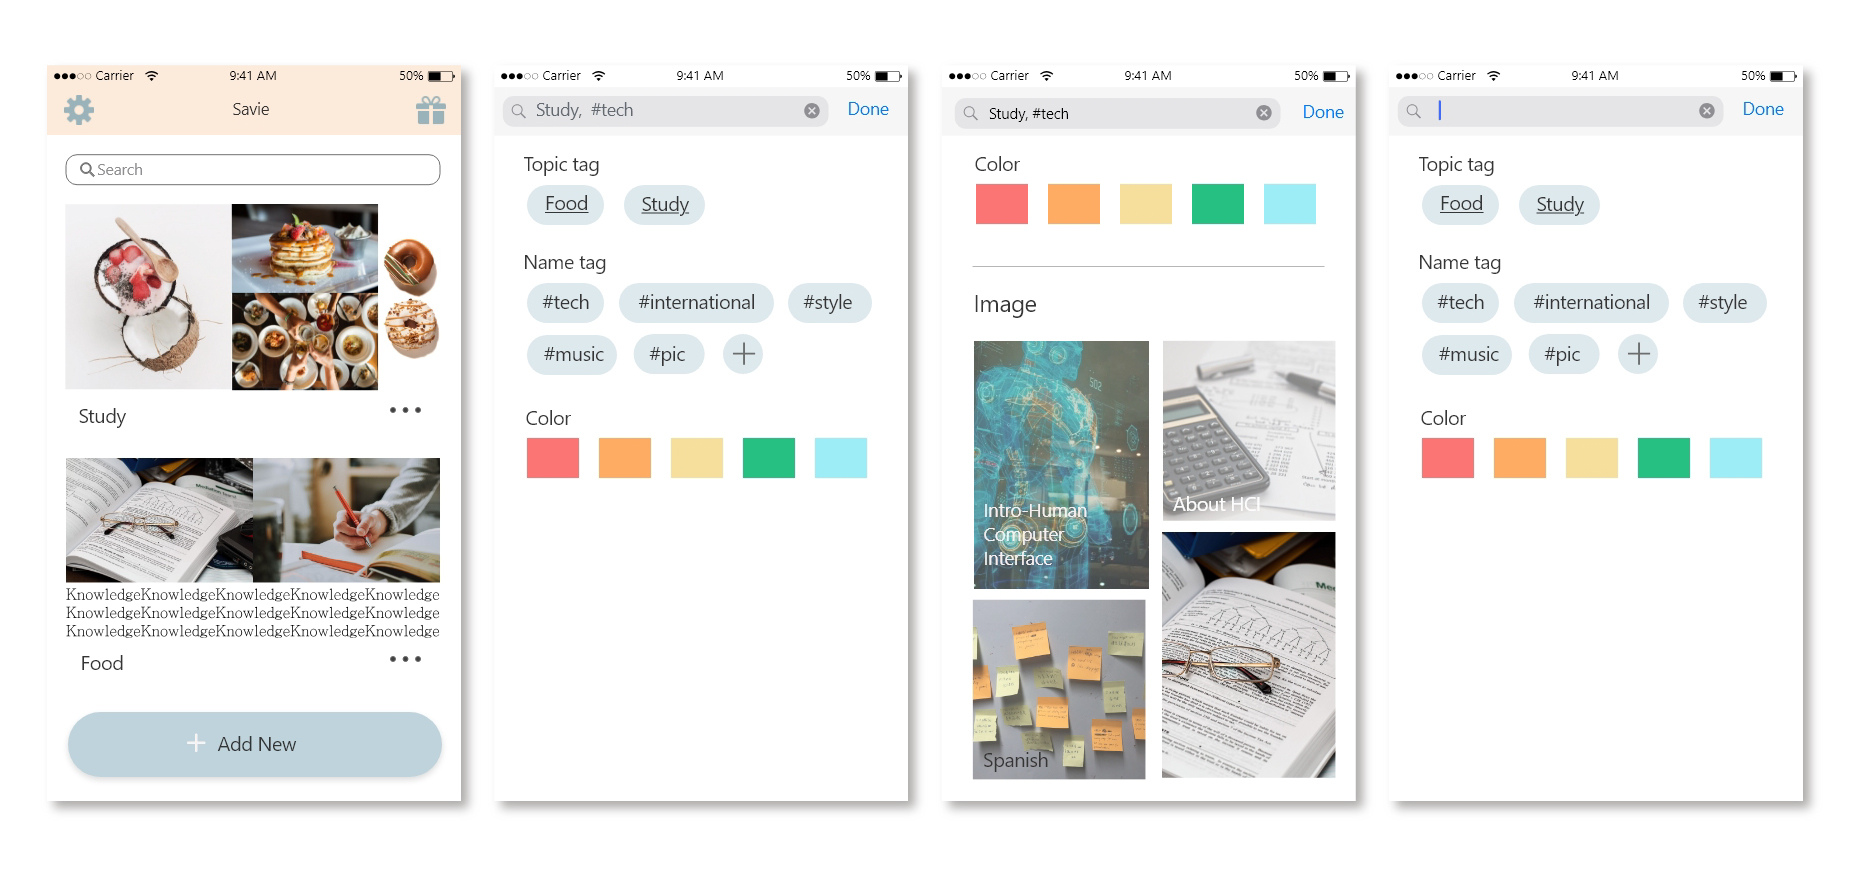 Carrier 9:41 AM 50%
Savie
Search
Study
KnowledgeKnowledgeKnowledgeKnowledgeKnowledge
KnowledgeKnowledgeKnowledgeKnowledgeKnowledge
KnowledgeKnowledgeKnowledgeKnowledgeKnowledge
Food
Add New
Carrier 9:41 AM 50%
Study, #tech Done
Topic tag
Food Study
Name tag
#tech #international #style
#music #pic
Color
Carrier 9:41 AM 50%
Study, #tech Done
Color
Image
Intro-Human
Computer
Interface
About HCI
Spanish
Carrier 9:41 AM 50%
Done
Topic tag
Food Study
Name tag
#tech #international #style
#music #pic
Color